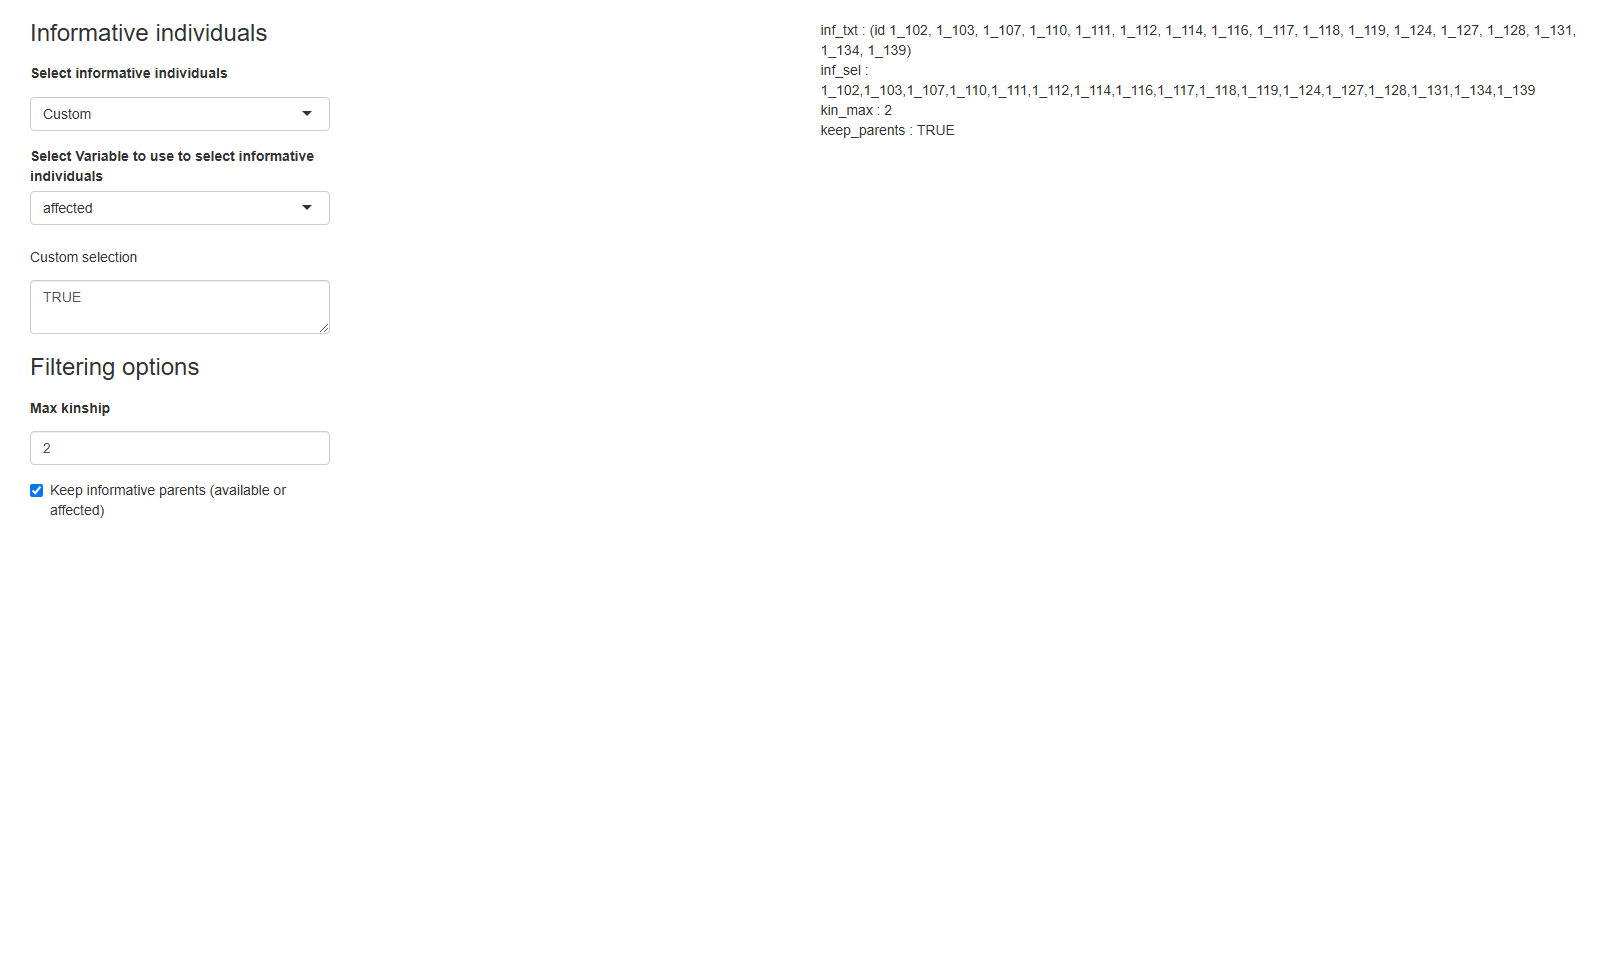 Informative individuals
Select informative individuals
Custom
Select Variable to use to select informative
individuals
affected
Custom selection
TRUE
Filtering options
Max kinship
2
Keep informative parents (available or
affected)
inf_txt : (id 1_102, 1_103, 1_107, 1_110, 1_111, 1_112, 1_114, 1_116, 1_117, 1_118, 1_119, 1_124, 1_127, 1_128, 1_131,
1_134, 1_139)
inf_sel :
1_102,1_103,1_107,1_110,1_111,1_112,1_114,1_116,1_117,1_118,1_119,1_124,1_127,1_128,1_131,1_134,1_139
kin_max : 2
keep_parents : TRUE